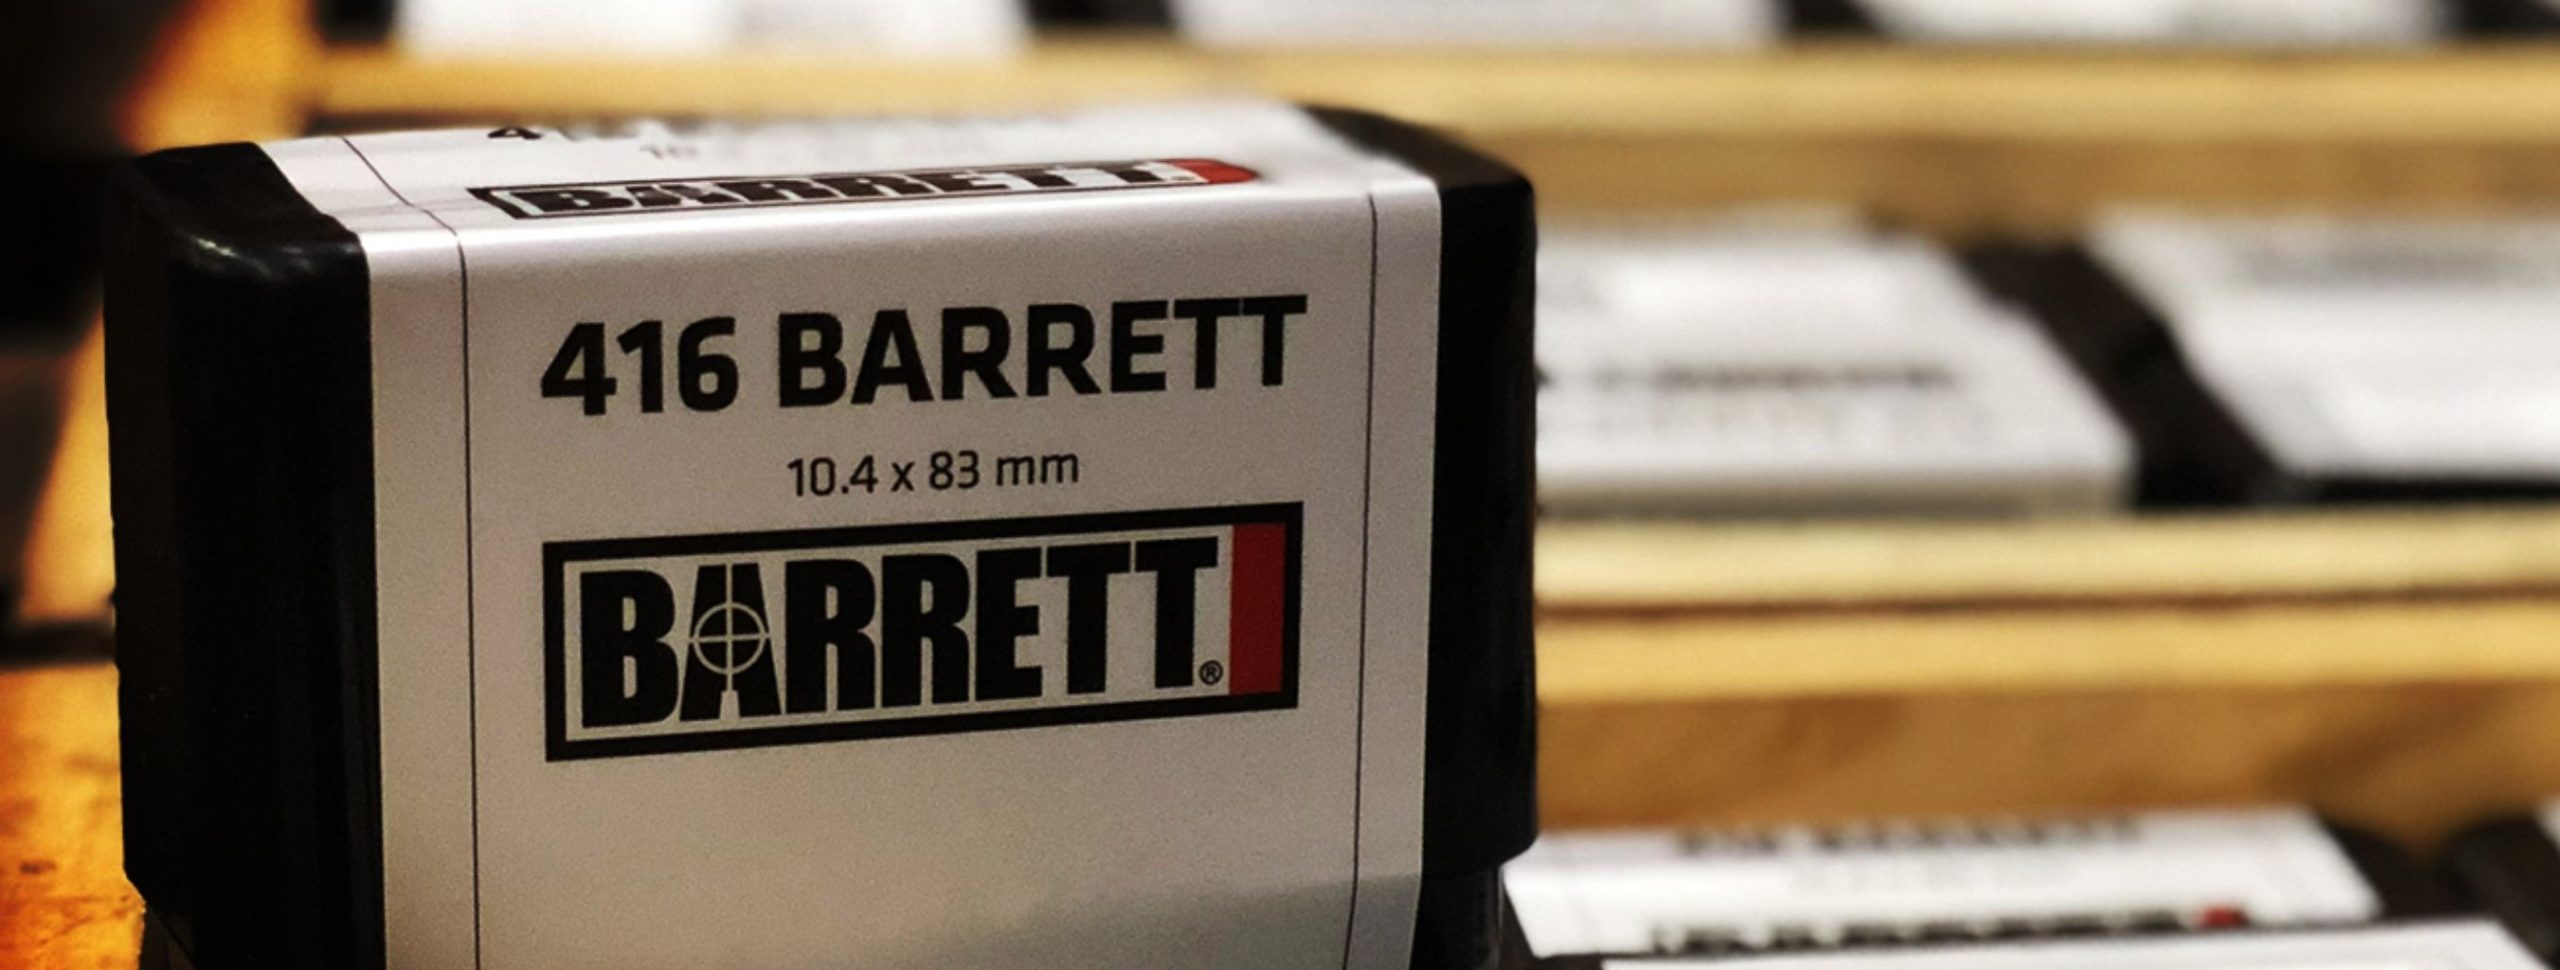 BARRETT
416 BARRETT
10.4 x 83 mm
BARRETT®